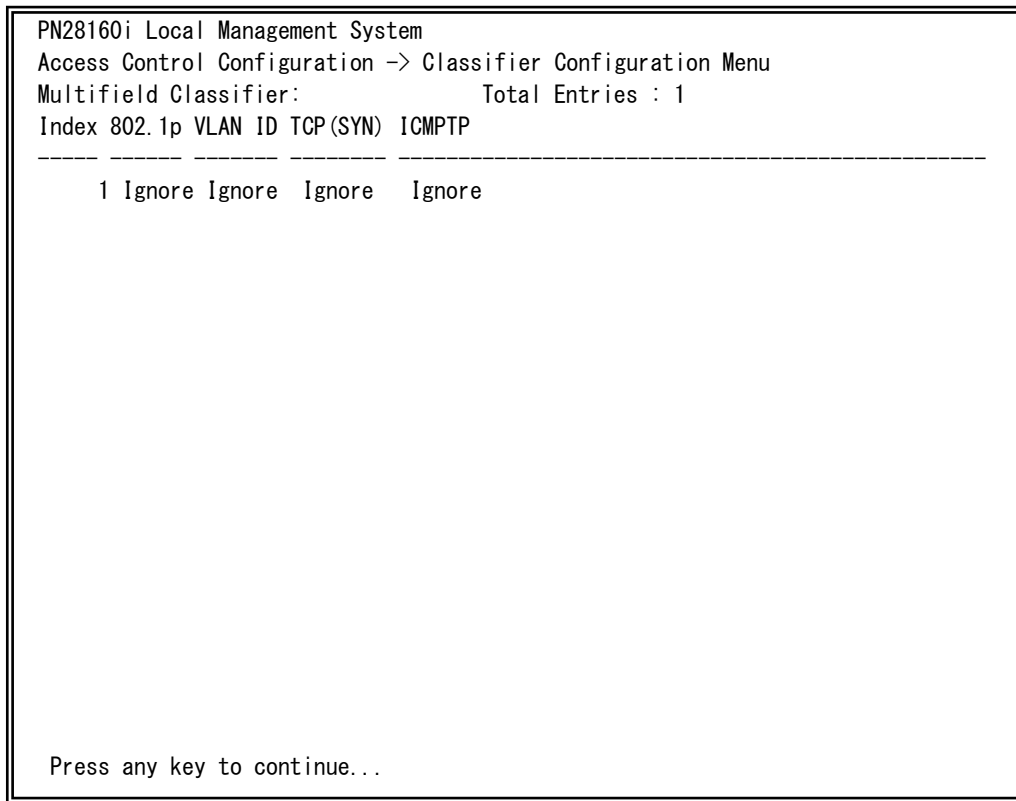 PN28160i Local Management System
Access Control Configuration -> Classifier Configuration Menu
Multifield Classifier: Total Entries : 1
Index 802.1p VLAN ID TCP(SYN) ICMPTP
----- ------ ------- -------- -------------------------------------------------
1 Ignore Ignore Ignore Ignore
Press any key to continue...